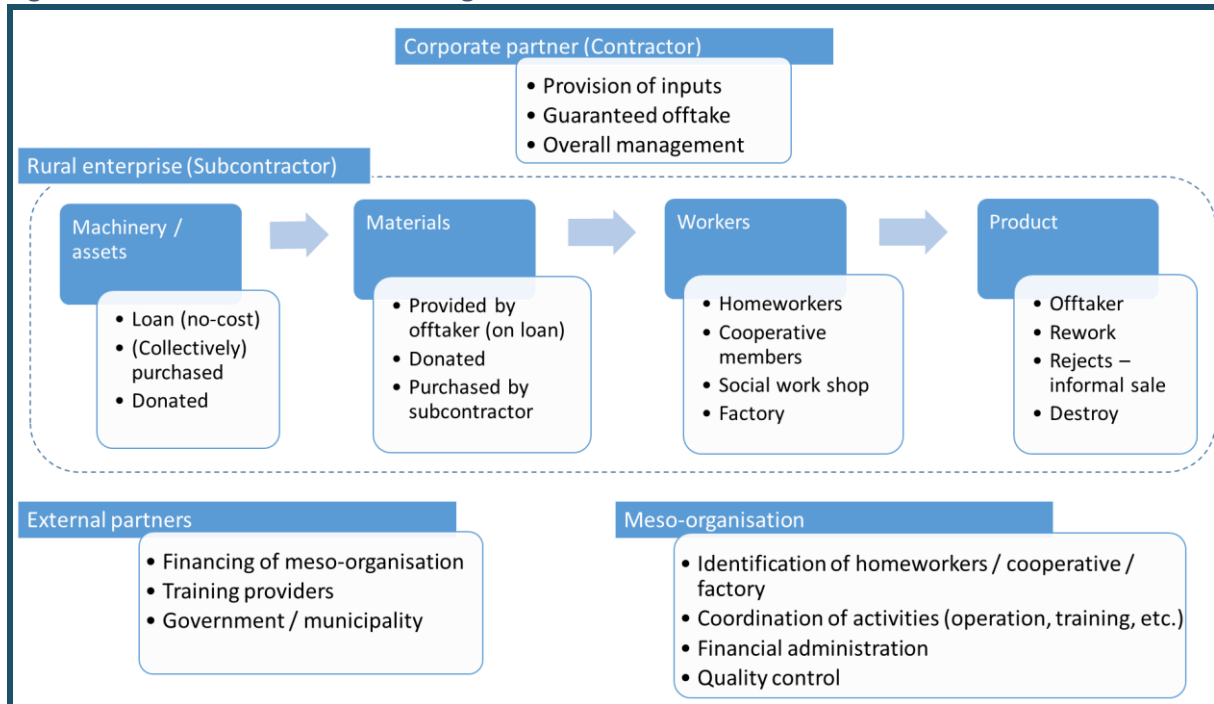 Corporate partner (Contractor)
• Provision of inputs
• Guaranteed offtake
• Overall management
Rural enterprise (Subcontractor)
Machinery /
assets
• Loan (no-cost)
• (Collectively)
purchased
• Donated
Materials
• Provided by
offtaker (on loan)
• Donated
• Purchased by
subcontractor
Workers
• Homeworkers
• Cooperative
members
• Social work shop
• Factory
Product
• Offtaker
• Rework
• Rejects –
informal sale
• Destroy
External partners
• Financing of meso-organisation
• Training providers
• Government / municipality
Meso-organisation
• Identification of homeworkers / cooperative /
factory
• Coordination of activities (operation, training, etc.)
• Financial administration
• Quality control